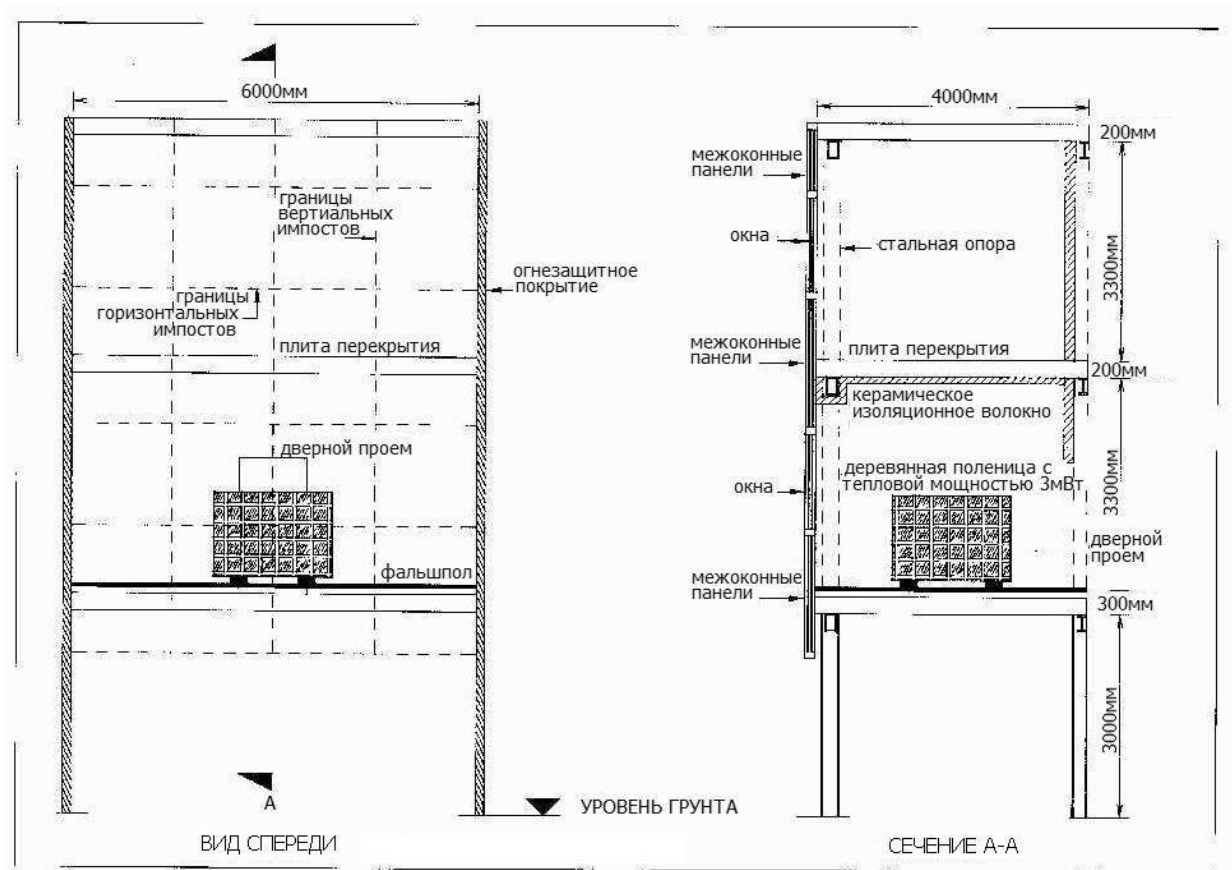 6000мм
границы
вертиальных
импостов
границы
горизонтальных
импостов
огнезащитное
покрытие
плита перекрытия
дверной проем
фальшпол
А
ВИД СПЕРЕДИ
УРОВЕНЬ ГРУНТА
4000мм
200мм
межоконные
панели
окна
стальная опора
3300мм
межоконные
панели
плита перекрытия
200мм
керамическое
изоляционное волокно
деревянная поленица с
тепловой мощностью 3мВт
3300мм
окна
дверной
проем
межоконные
панели
300мм
3000мм
СЕЧЕНИЕ А-А